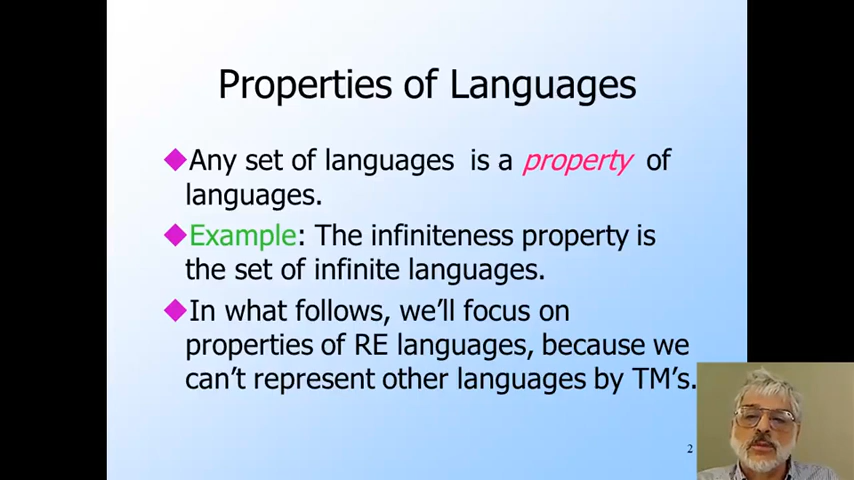 Properties of Languages
Any set of languages is a property of
languages.
Example: The infiniteness property is
the set of infinite languages.
In what follows, we'll focus on
properties of RE languages, because we
can't represent other languages by TM's.
2